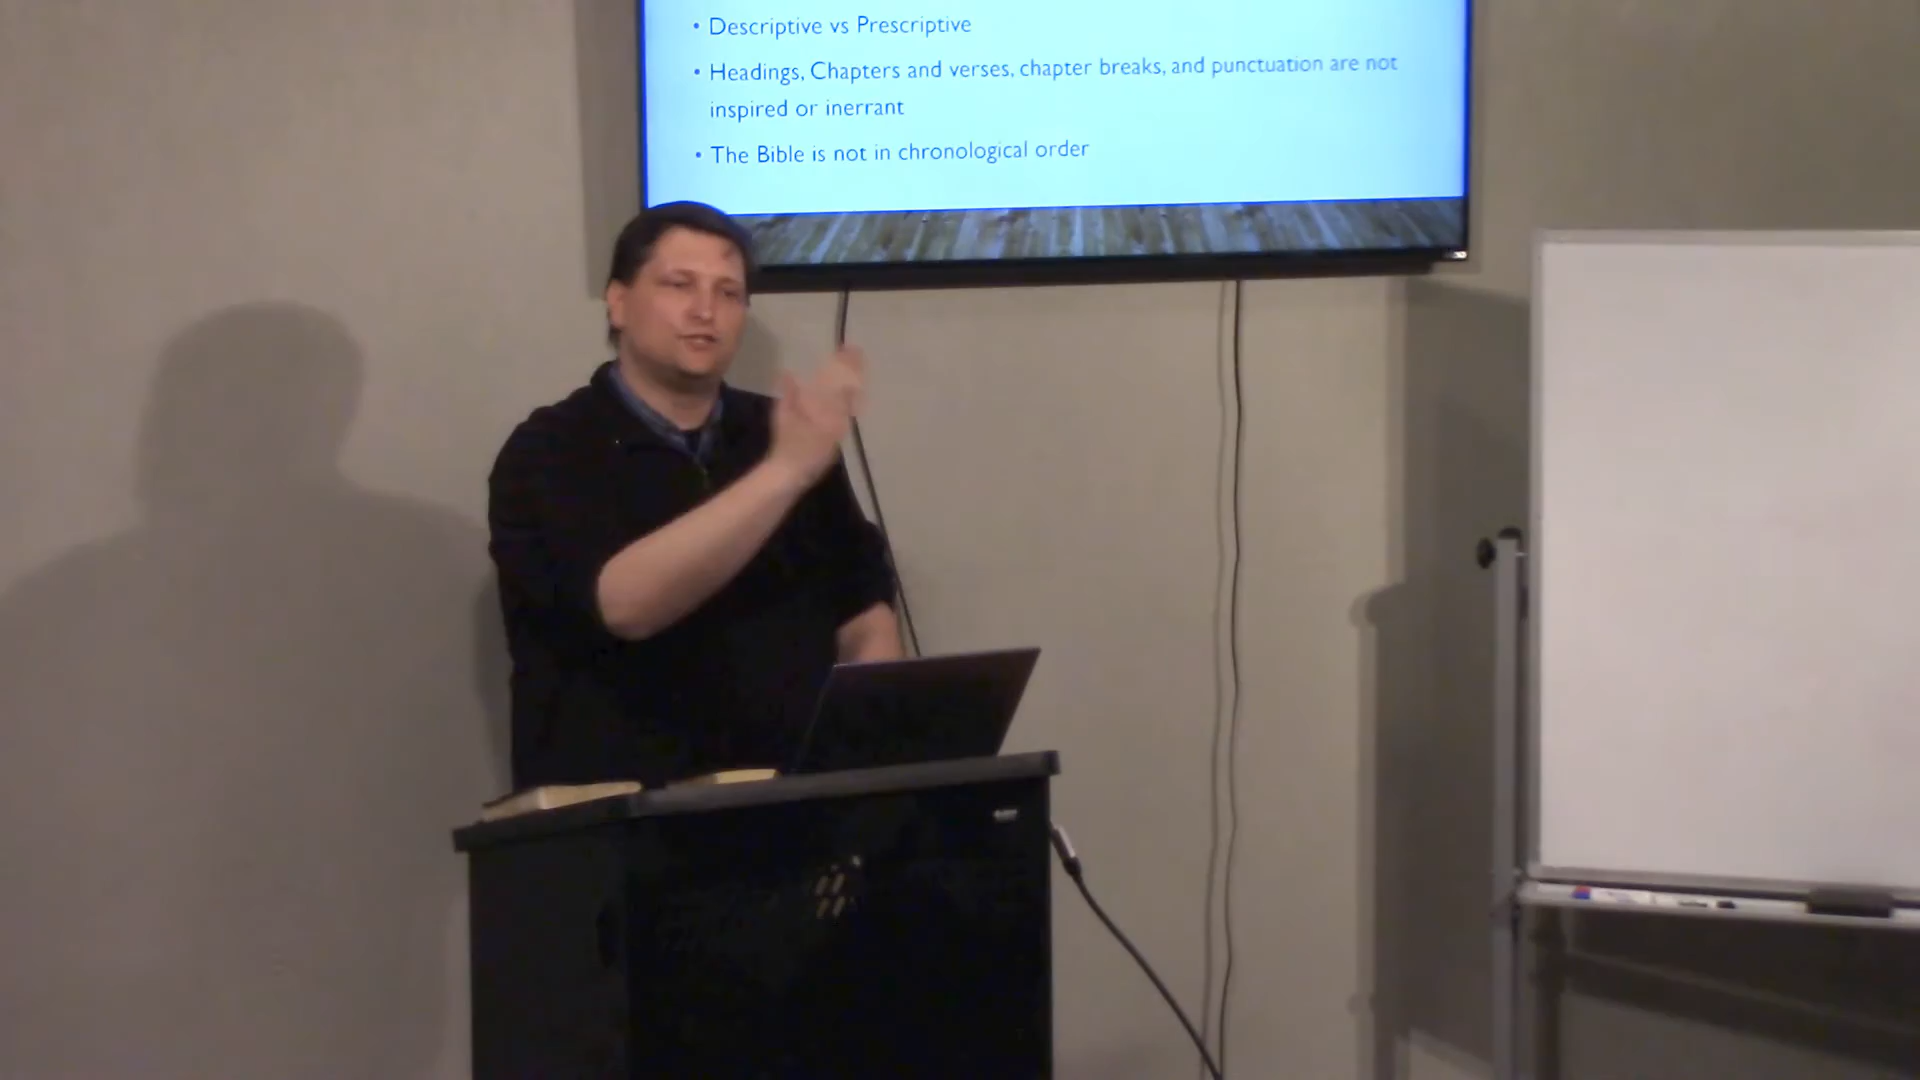 • Descriptive vs Prescriptive
• Headings, Chapters and verses, chapter breaks, and punctuation are not
inspired or inerrant
• The Bible is not in chronological order